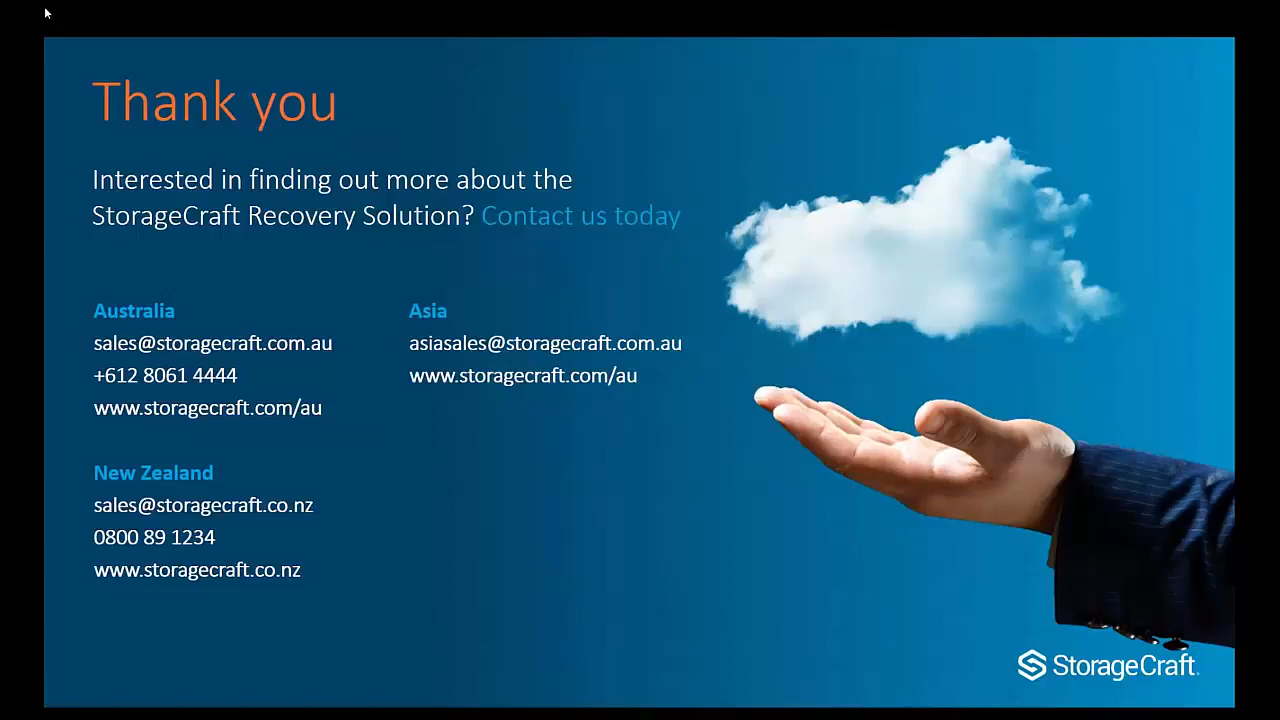 Thank you
Interested in finding out more about the
StorageCraft Recovery Solution? Contact us today
Australia
sales@storagecraft.com.au
+612 8061 4444
www.storagecraft.com/au
Asia
asiasales@storagecraft.com.au
www.storagecraft.com/au
New Zealand
sales@storagecraft.co.nz
0800 89 1234
www.storagecraft.co.nz
StorageCraft